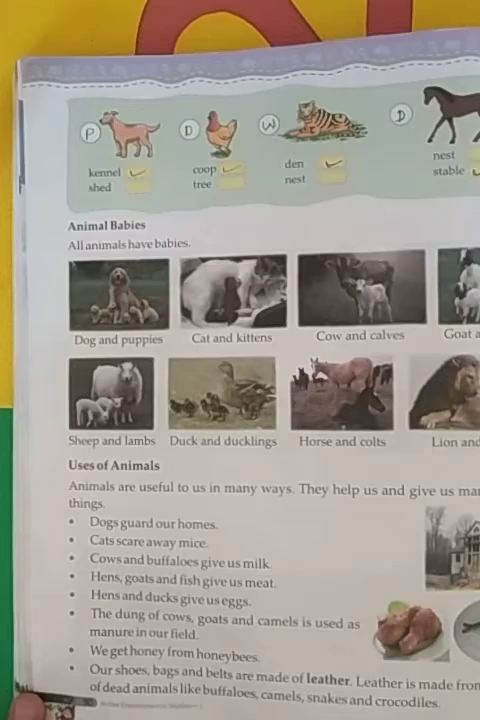 P D W D
kennel coop den nest
shed tree nest stable
Animal Babies
All animals have babies.
Dog and puppies Cat and kittens Cow and calves Goat a
Sheep and lambs Duck and ducklings Horse and colts Lion and
Uses of Animals
Animals are useful to us in many ways. They help us and give us ma
things.
• Dogs guard our homes.
• Cats scare away mice.
• Cows and buffaloes give us milk.
• Hens, goats and fish give us meat.
• Hens and ducks give us eggs.
• The dung of cows, goats and camels is used as
manure in our field.
• We get honey from honeybees.
• Our shoes, bags and belts are made of leather. Leather is made from
of dead animals like buffaloes, camels, snakes and crocodiles.